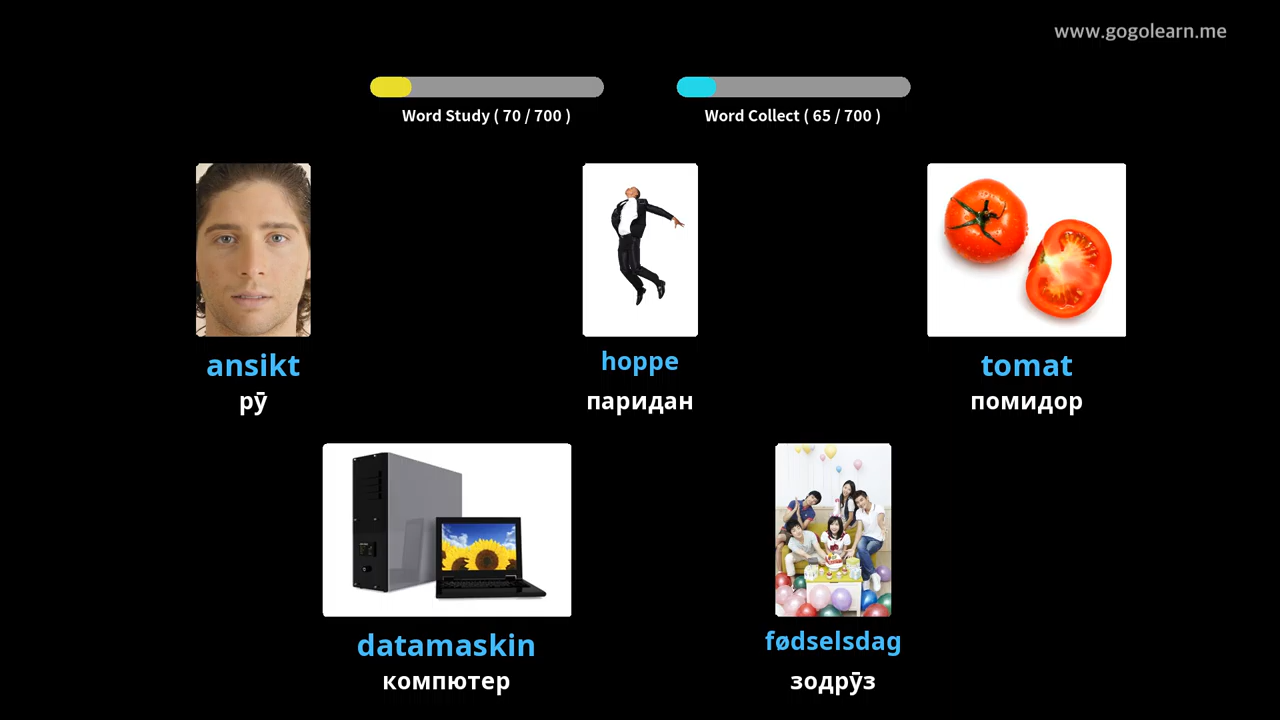 www.gogolearn.me
Word Study ( 70 / 700 )
Word Collect ( 65 / 700 )
ansikt
рӯ
hoppe
паридан
tomat
помидор
datamaskin
компютер
fødselsdag
зодрӯз